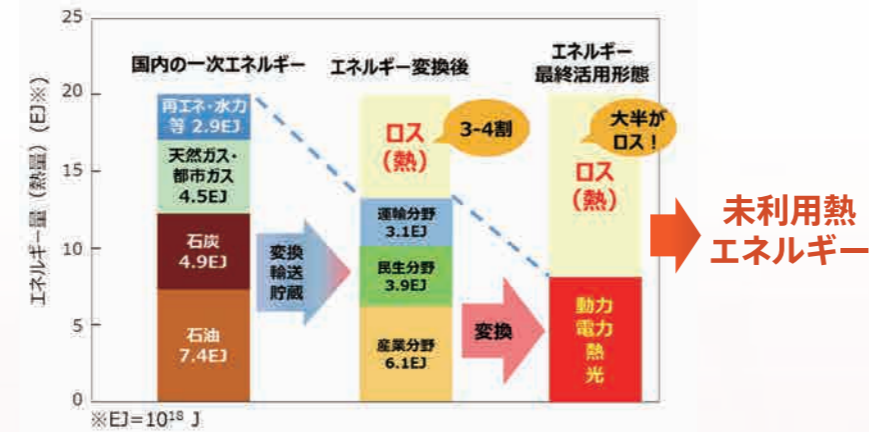 エネルギー量（熱量）（EJ※）
25
20
15
10
5
0
国内の一次エネルギー
再エネ・水力
等 2.9EJ
天然ガス・
都市ガス
4.5EJ
石炭
4.9EJ
石油
7.4EJ
変換
輸送
貯蔵
エネルギー変換後
ロス
（熱）
3-4割
運輸分野
3.1EJ
民生分野
3.9EJ
産業分野
6.1EJ
変換
エネルギー
最終活用形態
大半が
ロス！
ロス
（熱）
動力
電力
熱
光
未利用熱
エネルギー
※EJ=10¹⁸ J